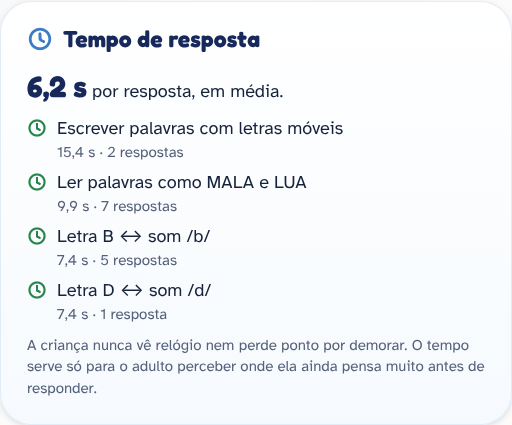 Tempo de resposta
6,2 s por resposta, em média.
Escrever palavras com letras móveis
15,4 s · 2 respostas
Ler palavras como MALA e LUA
9,9 s · 7 respostas
Letra B ↔ som /b/
7,4 s · 5 respostas
Letra D ↔ som /d/
7,4 s · 1 resposta
A criança nunca vê relógio nem perde ponto por demorar. O tempo
serve só para o adulto perceber onde ela ainda pensa muito antes de
responder.